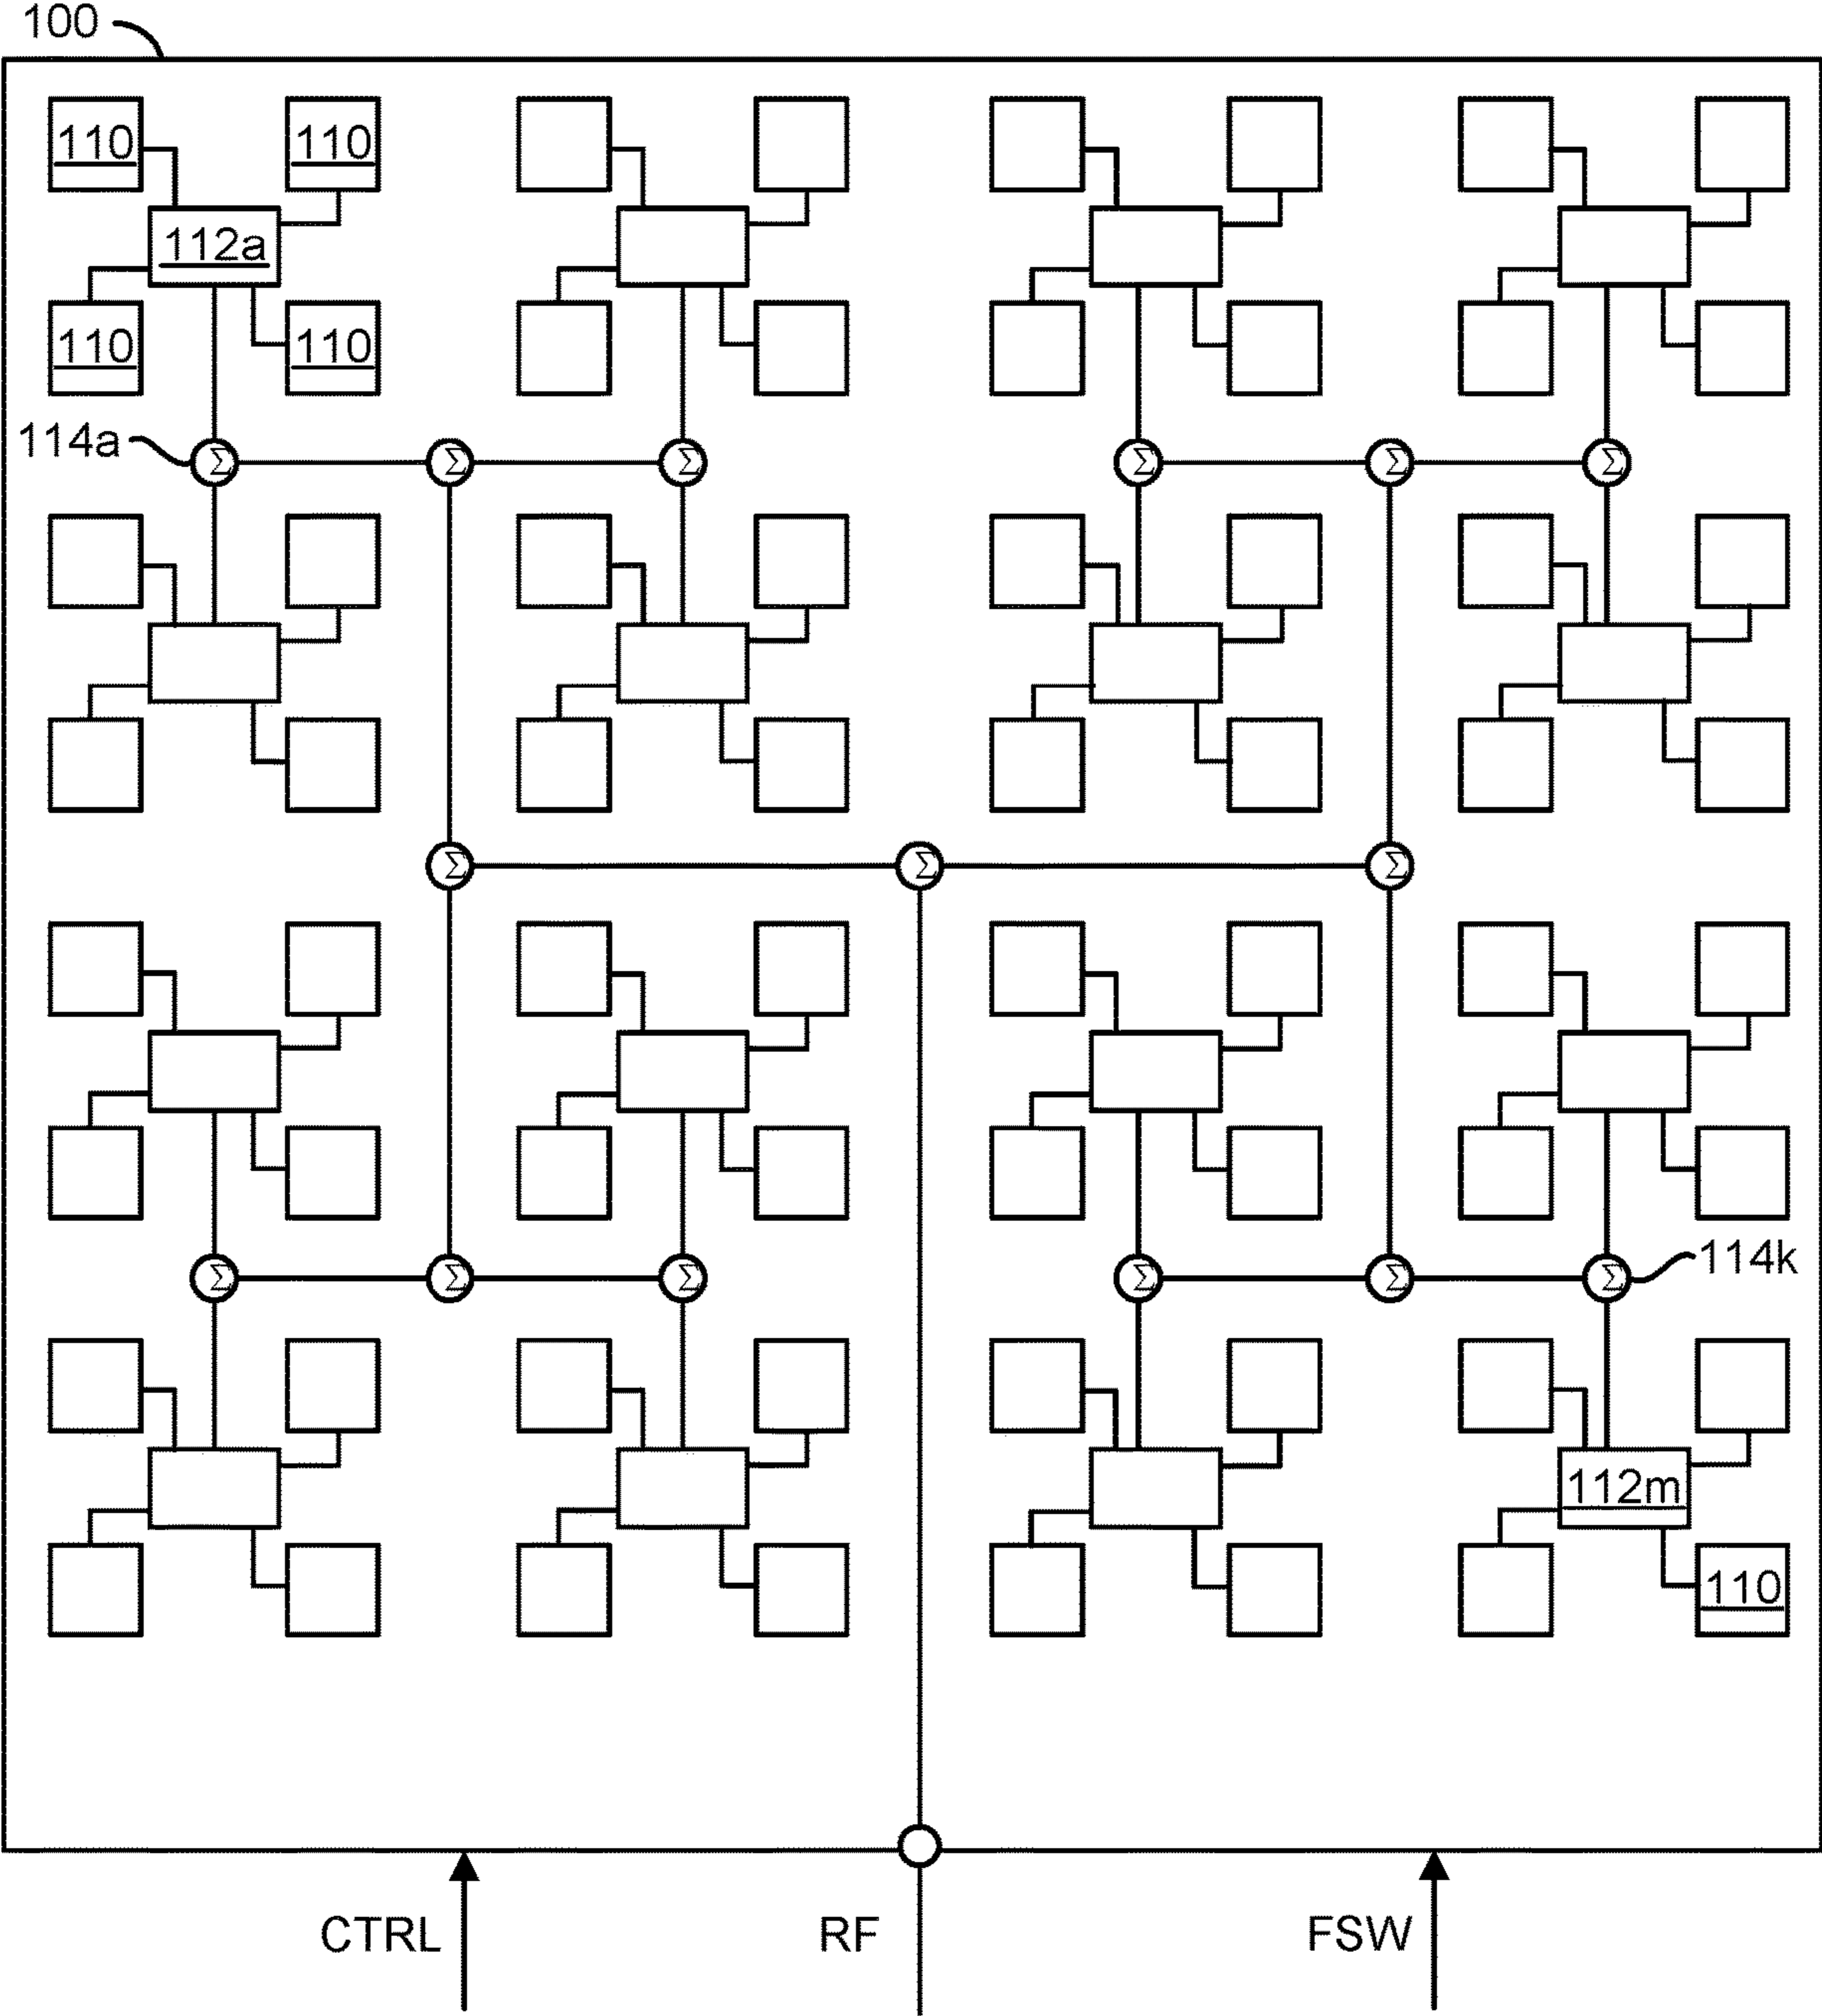 100
110 110
112a
110 110
114a Σ Σ Σ Σ Σ Σ
Σ Σ Σ
Σ Σ Σ Σ Σ Σ 114k
112m
110
CTRL RF FSW